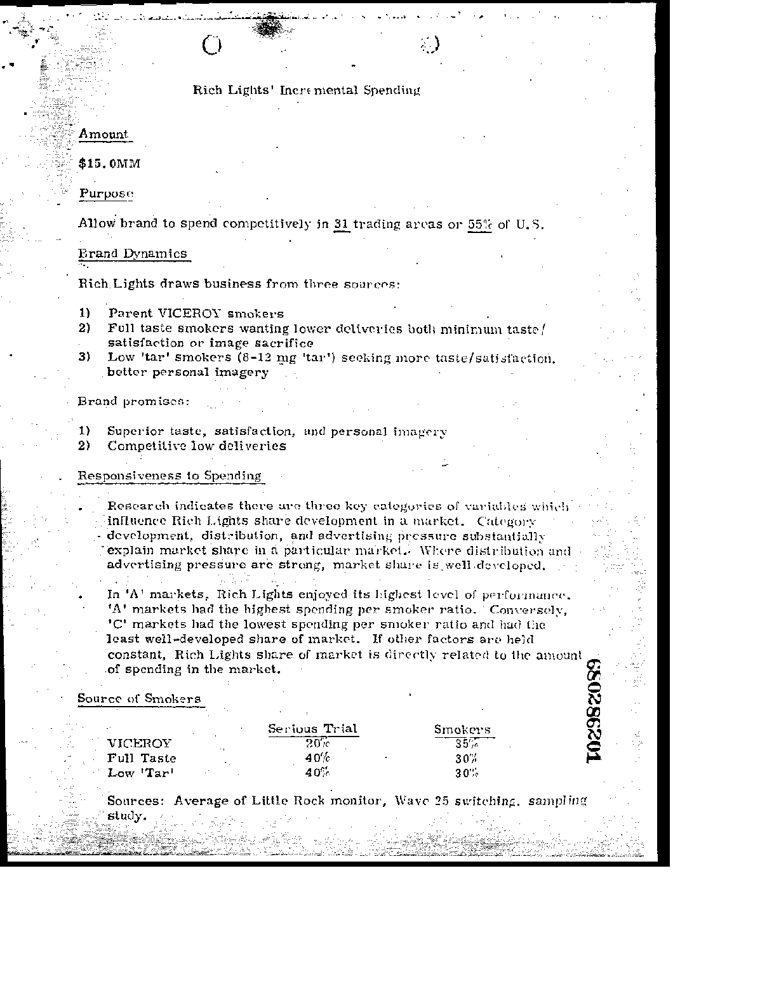 Rich Lights' Incremental Spending
Amount
$15.0MM
Purpose
Allow brand to spend competitively in 31 trading areas or 55% of U.S.
Brand Dynamics
Rich Lights draws business from three sources:
1) Parent VICEROY smokers
2) Full taste smokers wanting lower deliveries both minimum taste/
satisfaction or image sacrifice
3) Low 'tar' smokers (8-12 mg 'tar') seeking more taste/satisfaction,
better personal imagery
Brand promises:
1) Superior taste, satisfaction, and personal imagery
2) Competitive low deliveries
Responsiveness to Spending
. Research indicates there are three key categories of variables which
influence Rich Lights share development in a market. Category
development, distribution, and advertising pressure substantially
explain market share in a particular market. Where distribution and
advertising pressure are strong, market share is well developed.
. In 'A' markets, Rich Lights enjoyed its highest level of performance.
'A' markets had the highest spending per smoker ratio. Conversely,
'C' markets had the lowest spending per smoker ratio and had the
least well-developed share of market. If other factors are held
constant, Rich Lights share of market is directly related to the amount
of spending in the market.
Source of Smokers
Serious Trial Smokers
VICEROY 20% 35%
Full Taste 40% 30%
Low 'Tar' 40% 30%
Sources: Average of Little Rock monitor, Wave 25 switching, sampling
study.
680286201